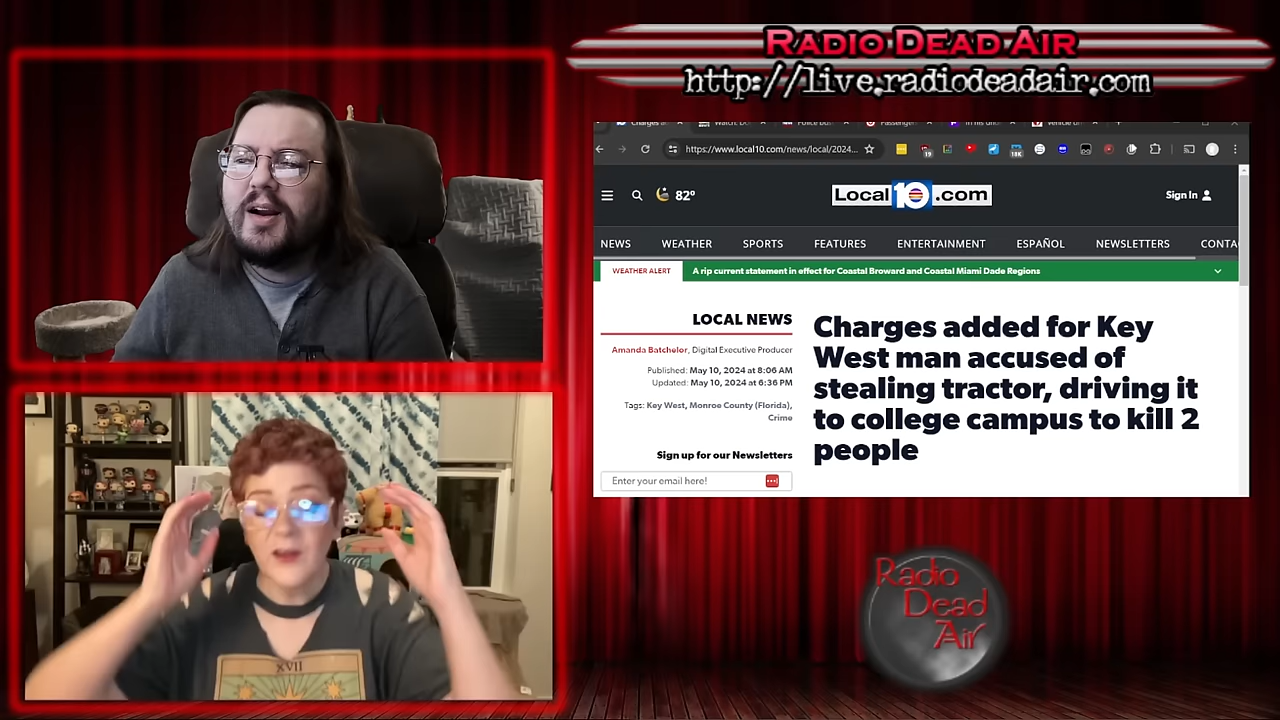 Radio Dead Air
http://live.radiodeadair.com
https://www.local10.com/news/local/2024...
19
18K
82°
Local 10 .com
Sign In
NEWS WEATHER SPORTS FEATURES ENTERTAINMENT ESPAÑOL NEWSLETTERS CONTA
WEATHER ALERT A rip current statement in effect for Coastal Broward and Coastal Miami Dade Regions
LOCAL NEWS
Amanda Batchelor, Digital Executive Producer
Published: May 10, 2024 at 8:06 AM
Updated: May 10, 2024 at 6:36 PM
Tags: Key West, Monroe County (Florida),
Crime
Sign up for our Newsletters
Enter your email here!
Charges added for Key
West man accused of
stealing tractor, driving it
to college campus to kill 2
people
XVII
Radio
Dead
Air